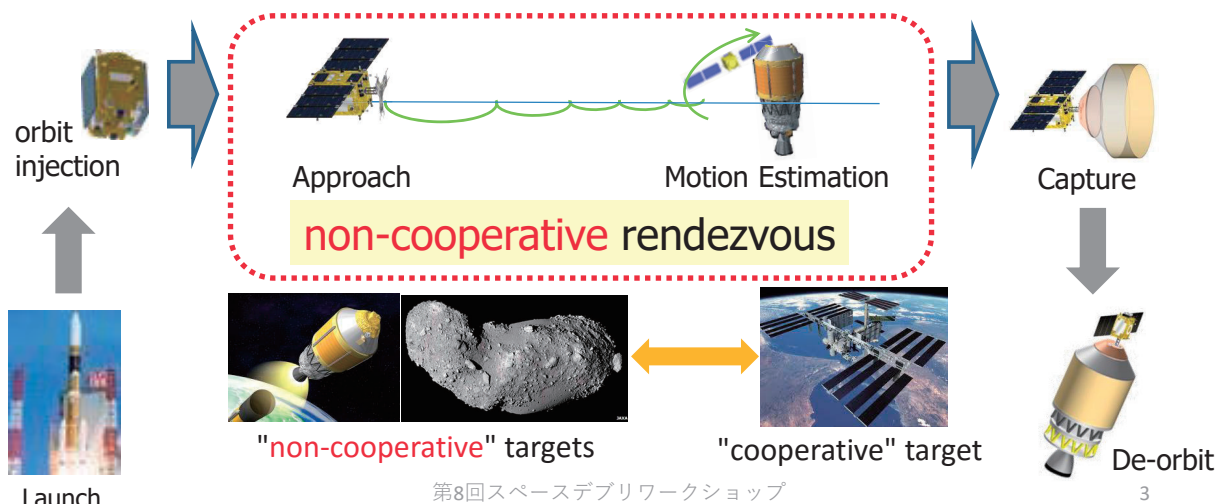 orbit
injection
Approach
Motion Estimation
Capture
non-cooperative rendezvous
JAXA
"non-cooperative" targets
"cooperative" target
De-orbit
Launch
第8回スペースデブリワークショップ
3